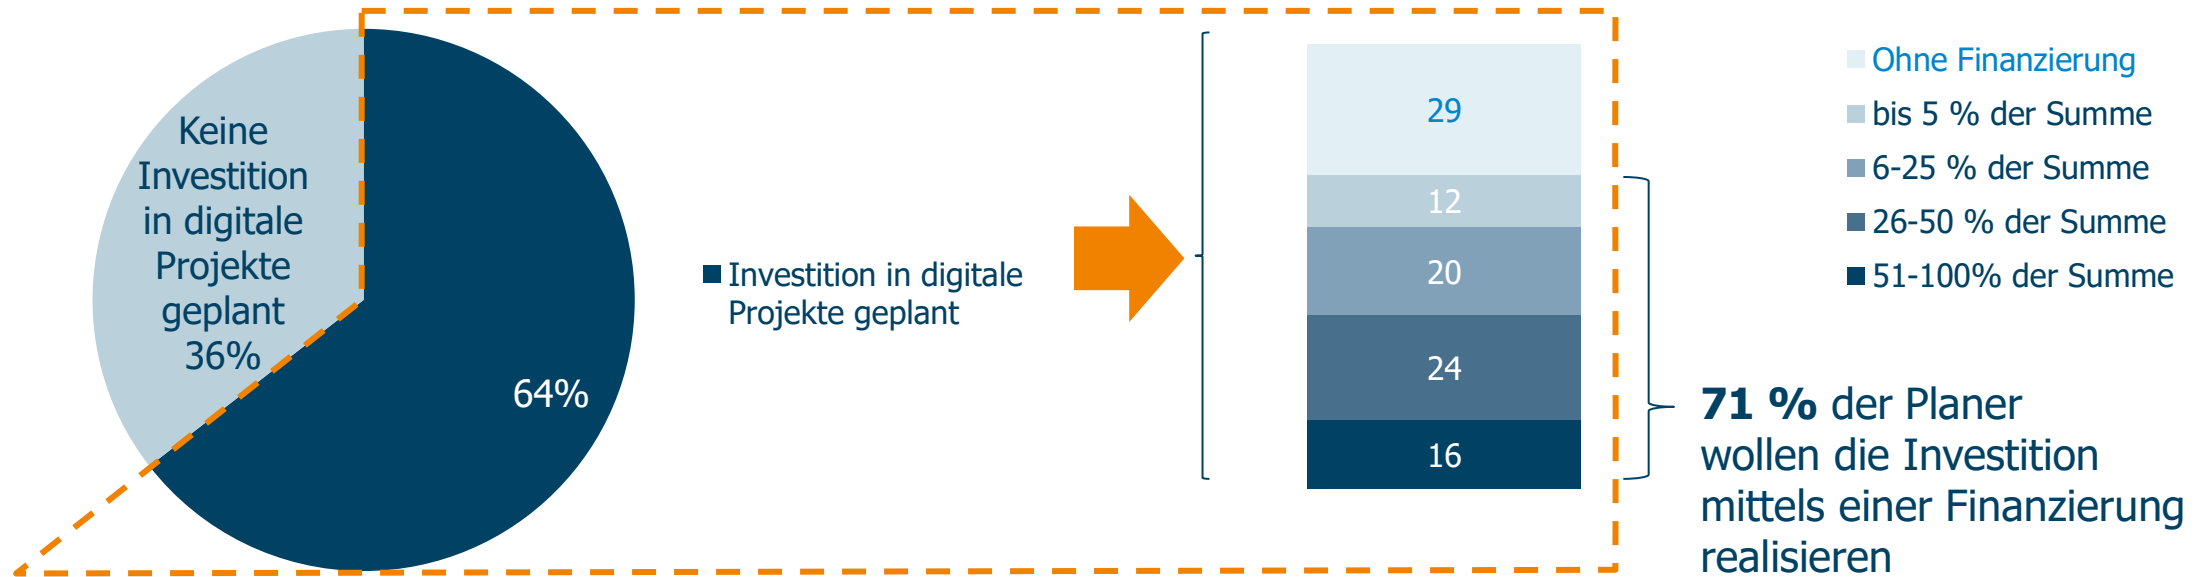 Keine
Investition
in digitale
Projekte
geplant
36%
64%
Investition in digitale
Projekte geplant
29
12
20
24
16
Ohne Finanzierung
bis 5 % der Summe
6-25 % der Summe
26-50 % der Summe
51-100% der Summe
71 % der Planer
wollen die Investition
mittels einer Finanzierung
realisieren